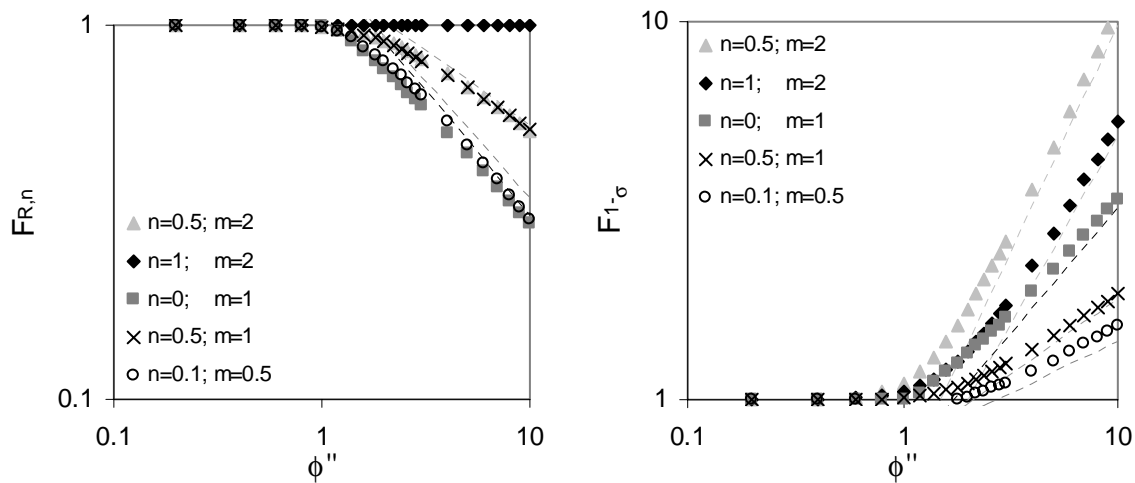 1
0.1
0.1
1
10
F_R,n
ϕ"
n=0.5; m=2
n=1; m=2
n=0; m=1
n=0.5; m=1
n=0.1; m=0.5
10
1
0.1
1
10
F_1-σ
ϕ"
n=0.5; m=2
n=1; m=2
n=0; m=1
n=0.5; m=1
n=0.1; m=0.5